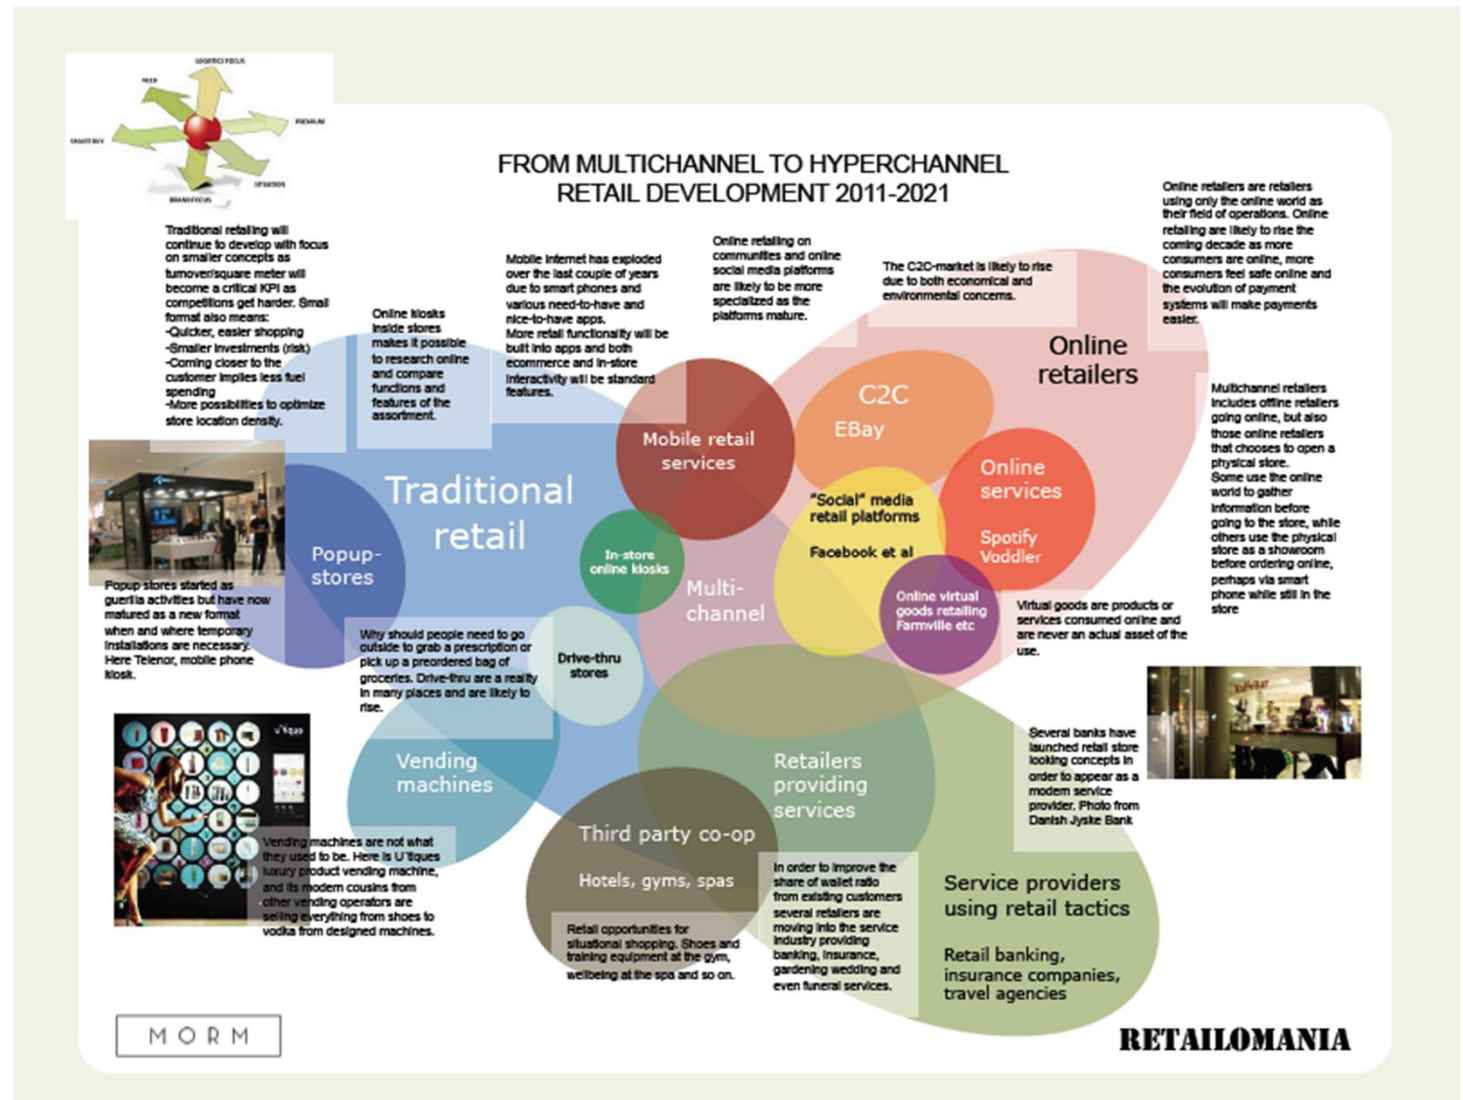 LOGISTICS FOCUS
NICER
PREMIUM
SMART BUY
SITUATION
BRAND FOCUS
FROM MULTICHANNEL TO HYPERCHANNEL
RETAIL DEVELOPMENT 2011-2021
Traditional retailing will
continue to develop with focus
on smaller concepts as
turnover/square meter will
become a critical KPI as
competitions get harder. Small
format also means:
-Quicker, easier shopping
-Smaller investments (risk)
-Coming closer to the
customer implies less fuel
spending
-More possibilities to optimize
store location density.
Online kiosks
inside stores
makes it possible
to research online
and compare
functions and
features of the
assortment.
Mobile internet has exploded
over the last couple of years
due to smart phones and
various need-to-have and
nice-to-have apps.
More retail functionality will be
built into apps and both
ecommerce and in-store
interactivity will be standard
features.
Online retailing on
communities and online
social media platforms
are likely to be more
specialized as the
platforms mature.
The C2C-market is likely to rise
due to both economical and
environmental concerns.
Online retailers are retailers
using only the online world as
their field of operations. Online
retailing are likely to rise the
coming decade as more
consumers are online, more
consumers feel safe online and
the evolution of payment
systems will make payments
easier.
Online
retailers
C2C
EBay
Mobile retail
services
Traditional
retail
Online
services
Spotify
Voddler
"Social" media
retail platforms
Facebook et al
Multichannel retailers
includes offline retailers
going online, but also
those online retailers
that chooses to open a
physical store.
Some use the online
world to gather
information before
going to the store, while
others use the physical
store as a showroom
before ordering online,
perhaps via smart
phone while still in the
store
Popup-
stores
In-store
online kiosks
Multi-
channel
Online virtual
goods retailing
Farmville etc
Popup stores started as
guerilla activities but have now
matured as a new format
when and where temporary
installations are necessary.
Here Telenor, mobile phone
kiosk.
Why should people need to go
outside to grab a prescription or
pick up a preordered bag of
groceries. Drive-thru are a reality
in many places and are likely to
rise.
Drive-thru
stores
Virtual goods are products or
services consumed online and
are never an actual asset of the
use.
u*tique
Vending
machines
Retailers
providing
services
Several banks have
launched retail store
looking concepts in
order to appear as a
modern service
provider. Photo from
Danish Jyske Bank
Vending machines are not what
they used to be. Here is U*tiques
luxury product vending machine,
and its modern cousins from
other vending operators are
selling everything from shoes to
vodka from designed machines.
Third party co-op
Hotels, gyms, spas
Retail opportunities for
situational shopping. Shoes and
training equipment at the gym,
wellbeing at the spa and so on.
In order to improve the
share of wallet ratio
from existing customers
several retailers are
moving into the service
industry providing
banking, insurance,
gardening wedding and
even funeral services.
Service providers
using retail tactics
Retail banking,
insurance companies,
travel agencies
MORM
RETAILOMANIA